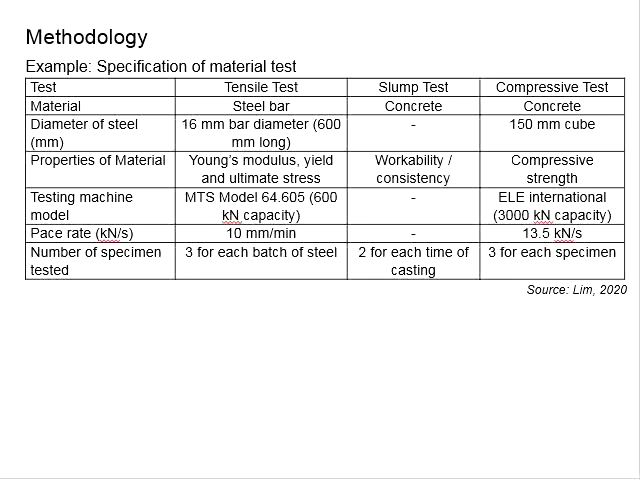 Methodology
Example: Specification of material test
Test Tensile Test Slump Test Compressive Test
Material Steel bar Concrete Concrete
Diameter of steel (mm) 16 mm bar diameter (600 mm long) - 150 mm cube
Properties of Material Young's modulus, yield and ultimate stress Workability / consistency Compressive strength
Testing machine model MTS Model 64.605 (600 kN capacity) - ELE international (3000 kN capacity)
Pace rate (kN/s) 10 mm/min - 13.5 kN/s
Number of specimen tested 3 for each batch of steel 2 for each time of casting 3 for each specimen
Source: Lim, 2020